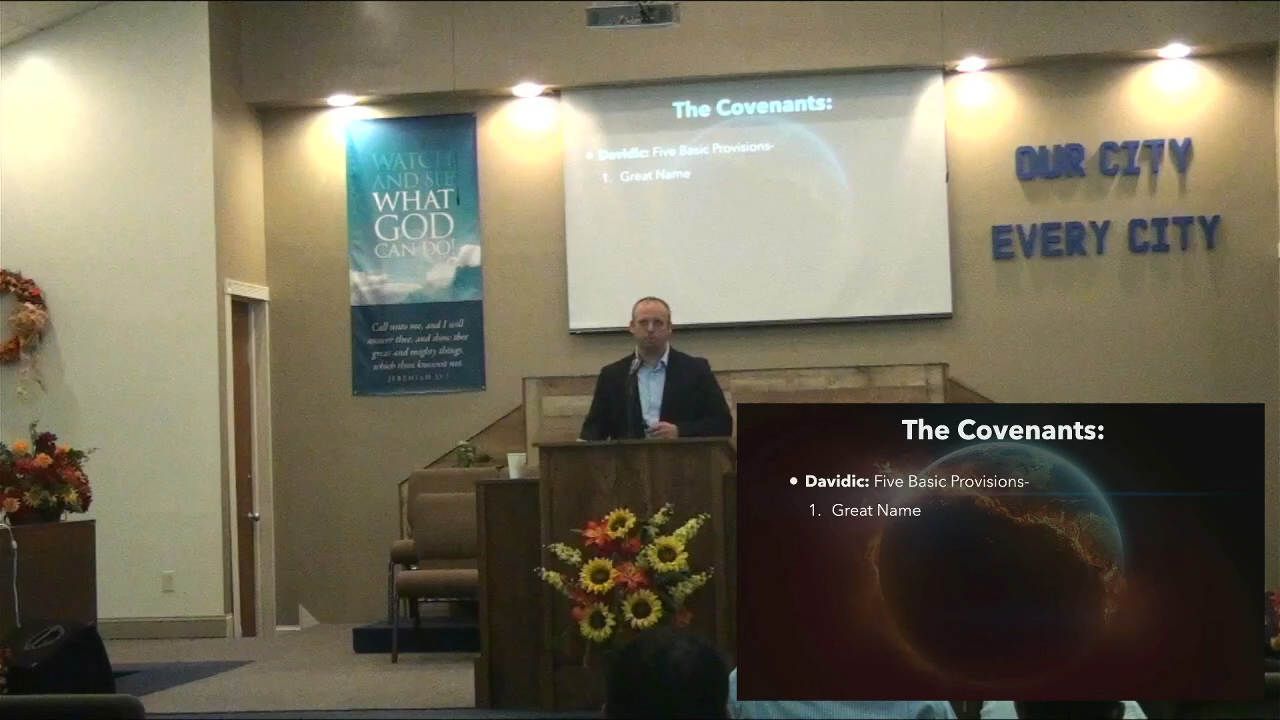 WATCH
AND SEE
WHAT
GOD
CAN DO!
Call unto me, and I will
answer thee, and shew thee
great and mighty things,
which thou knowest not.
JEREMIAH 33:3
The Covenants:
• Davidic: Five Basic Provisions-
1. Great Name
OUR CITY
EVERY CITY
The Covenants:
• Davidic: Five Basic Provisions-
1. Great Name